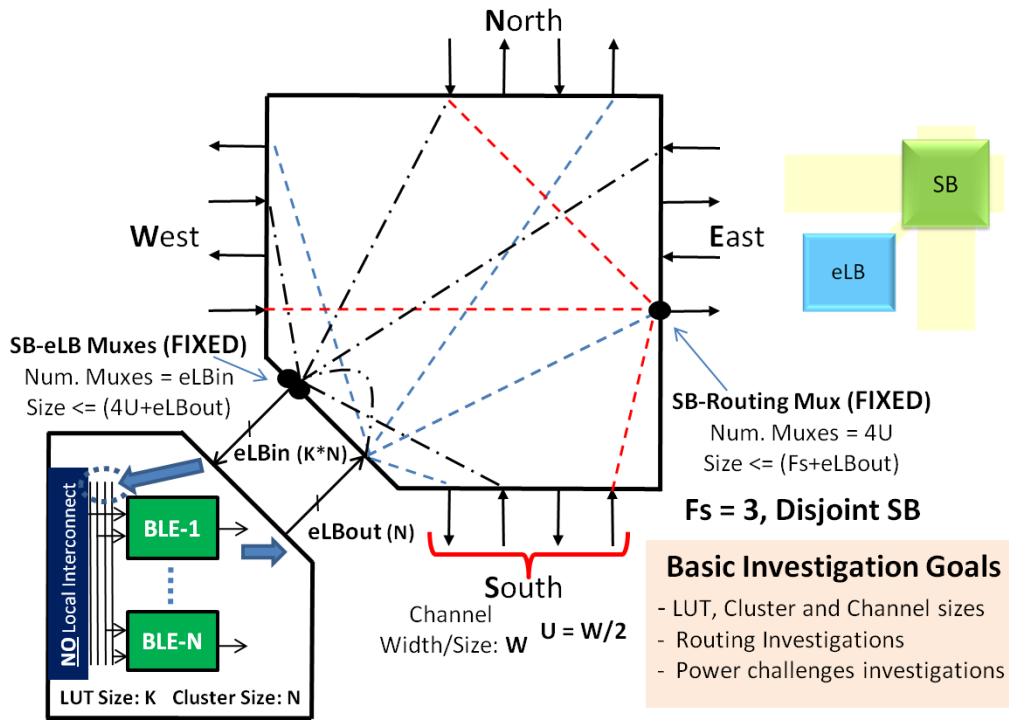 North
West
East
SB
eLB
SB-eLB Muxes (FIXED)
Num. Muxes = eLBin
Size <= (4U+eLBout)
SB-Routing Mux (FIXED)
Num. Muxes = 4U
Size <= (Fs+eLBout)
eLBin (K*N)
eLBout (N)
Fs = 3, Disjoint SB
NO Local Interconnect
BLE-1
BLE-N
LUT Size: K Cluster Size: N
South
Channel
Width/Size: W
U = W/2
Basic Investigation Goals
- LUT, Cluster and Channel sizes
- Routing Investigations
- Power challenges investigations